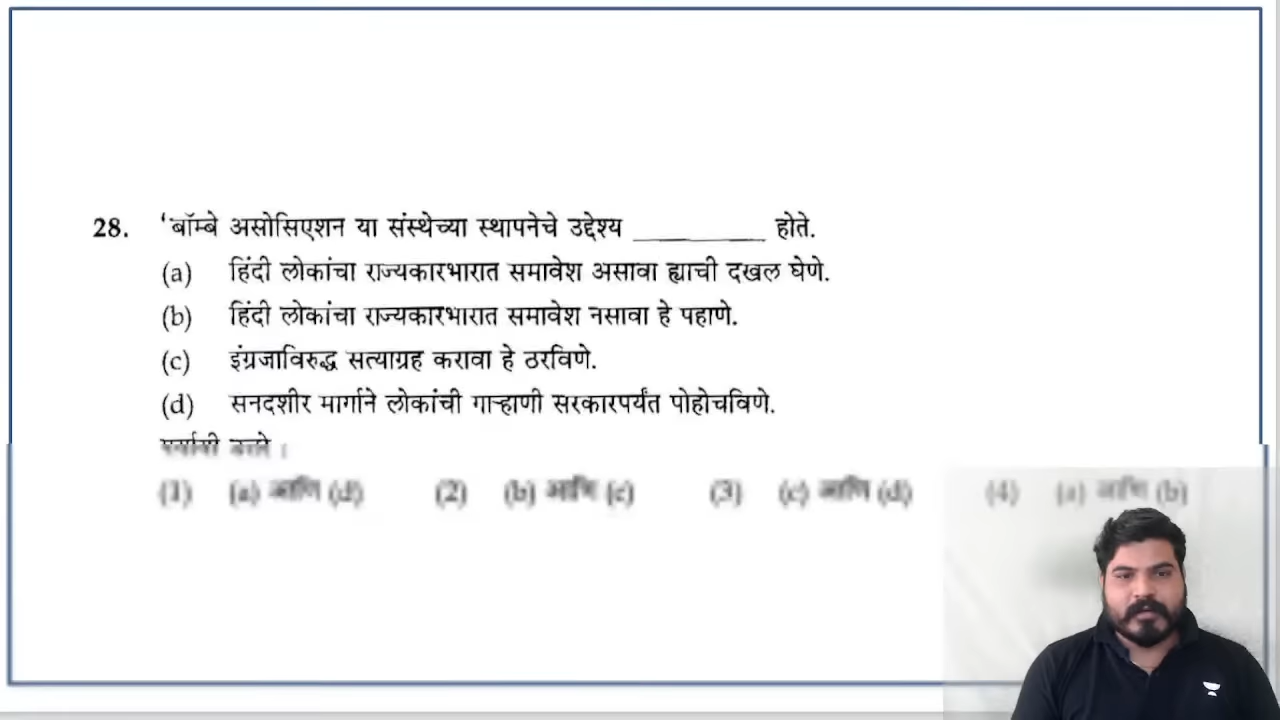 28. 'बॉम्बे असोसिएशन या संस्थेच्या स्थापनेचे उद्देश्य __________ होते.
(a) हिंदी लोकांचा राज्यकारभारात समावेश असावा ह्याची दखल घेणे.
(b) हिंदी लोकांचा राज्यकारभारात समावेश नसावा हे पहाणे.
(c) इंग्रजाविरुद्ध सत्याग्रह करावा हे ठरविणे.
(d) सनदशीर मार्गाने लोकांची गाऱ्हाणी सरकारपर्यंत पोहोचविणे.
(1) (a) आणि (d) (2) (b) आणि (c) (3) (c) आणि (d) (4) (a) आणि (b)